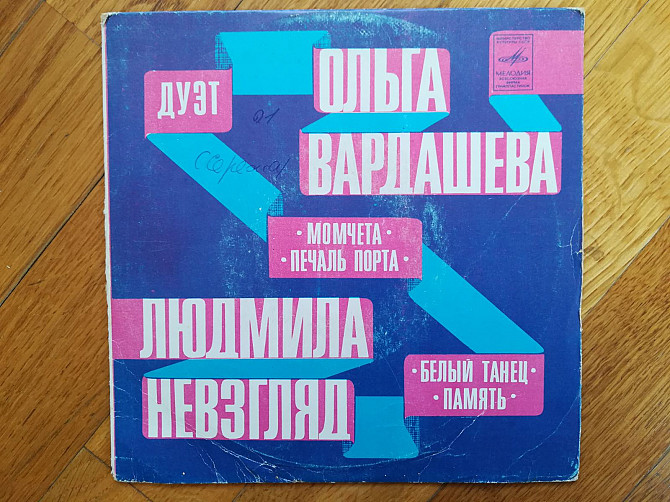 МЕЛОДИЯ
ДУЭТ
ОЛЬГА
ВАРДАШЕВА
• МОМЧЕТА •
• ПЕЧАЛЬ ПОРТА •
ЛЮДМИЛА
НЕВЗГЛЯД
• БЕЛЫЙ ТАНЕЦ •
• ПАМЯТЬ •